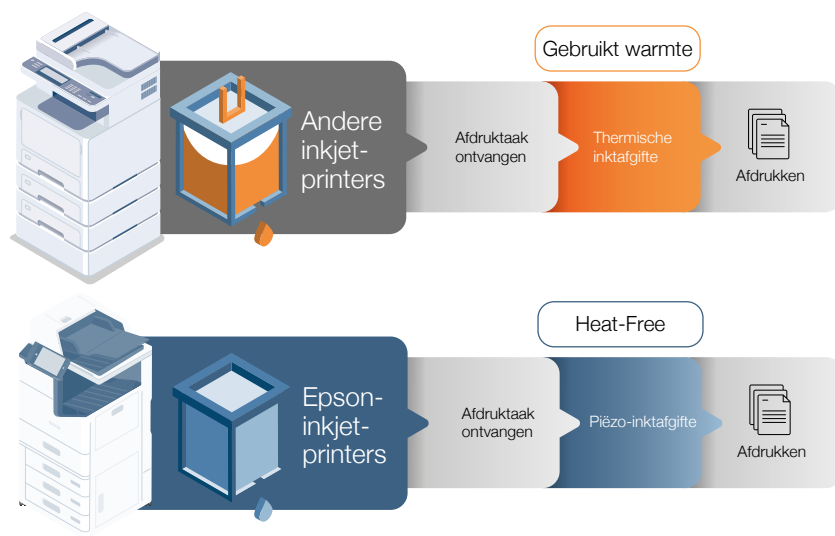 Gebruikt warmte
Andere
inkjet-
printers
Afdruktaak
ontvangen
Thermische
inktafgifte
Afdrukken
Heat-Free
Epson-
inkjet-
printers
Afdruktaak
ontvangen
Piëzo-inktafgifte
Afdrukken